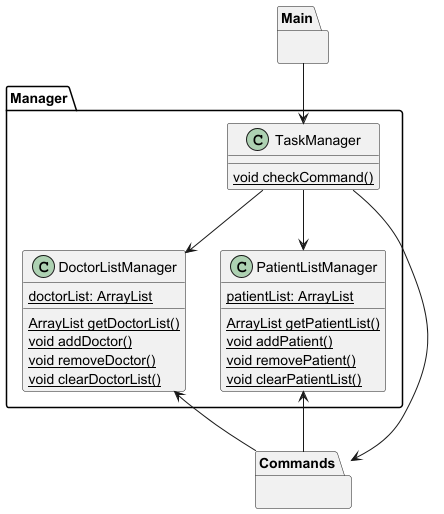 Main
Manager
C TaskManager
void checkCommand()
C DoctorListManager
doctorList: ArrayList
ArrayList getDoctorList()
void addDoctor()
void removeDoctor()
void clearDoctorList()
C PatientListManager
patientList: ArrayList
ArrayList getPatientList()
void addPatient()
void removePatient()
void clearPatientList()
Commands